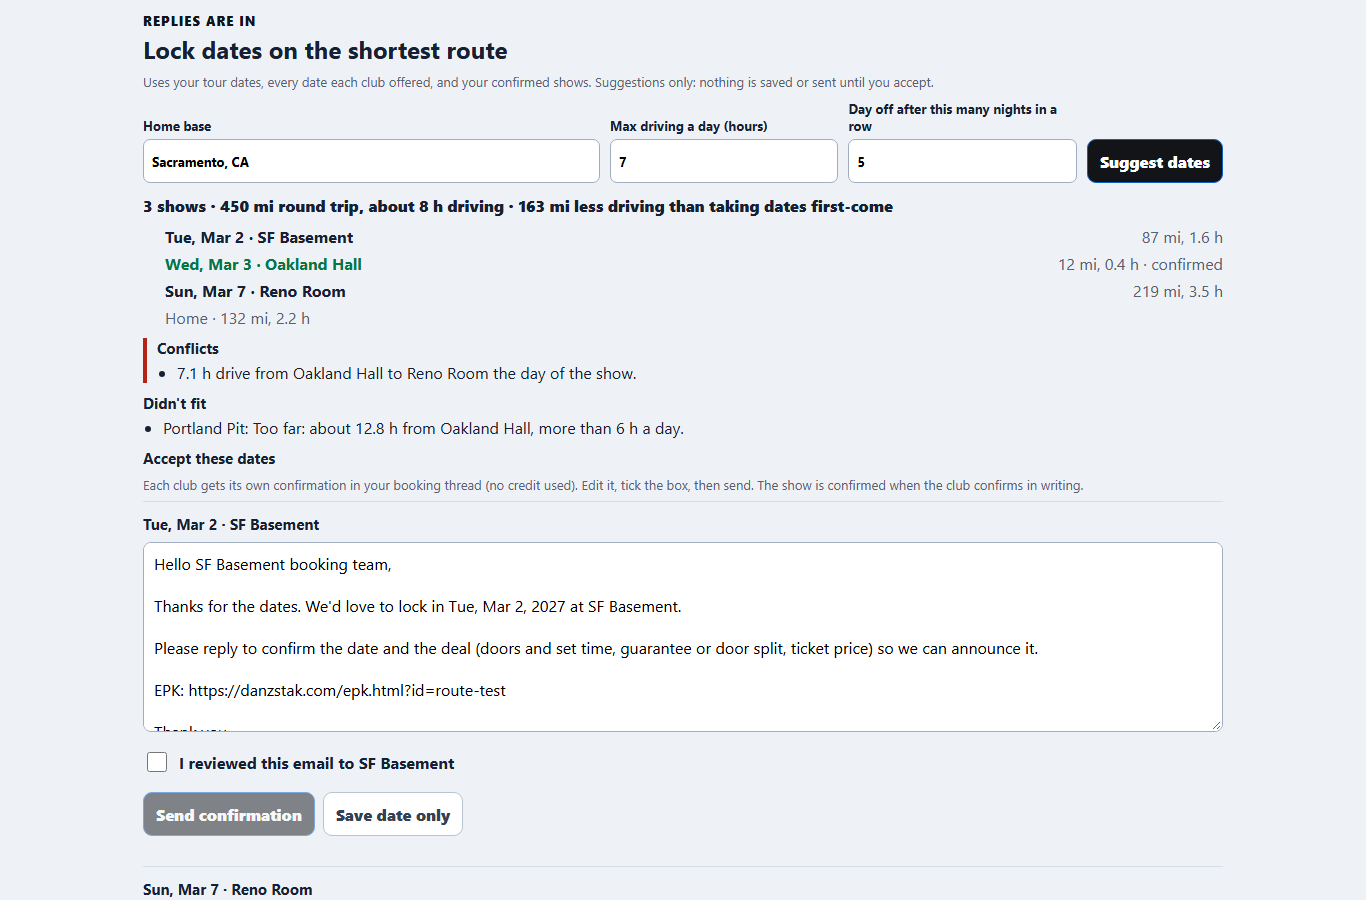 REPLIES ARE IN
Lock dates on the shortest route
Uses your tour dates, every date each club offered, and your confirmed shows. Suggestions only: nothing is saved or sent until you accept.
Home base
Max driving a day (hours)
Day off after this many nights in a
row
Sacramento, CA
7
5
Suggest dates
3 shows · 450 mi round trip, about 8 h driving · 163 mi less driving than taking dates first-come
Tue, Mar 2 · SF Basement
87 mi, 1.6 h
Wed, Mar 3 · Oakland Hall
12 mi, 0.4 h · confirmed
Sun, Mar 7 · Reno Room
219 mi, 3.5 h
Home · 132 mi, 2.2 h
Conflicts
• 7.1 h drive from Oakland Hall to Reno Room the day of the show.
Didn't fit
• Portland Pit: Too far: about 12.8 h from Oakland Hall, more than 6 h a day.
Accept these dates
Each club gets its own confirmation in your booking thread (no credit used). Edit it, tick the box, then send. The show is confirmed when the club confirms in writing.
Tue, Mar 2 · SF Basement
Hello SF Basement booking team,
Thanks for the dates. We'd love to lock in Tue, Mar 2, 2027 at SF Basement.
Please reply to confirm the date and the deal (doors and set time, guarantee or door split, ticket price) so we can announce it.
EPK: https://danzstak.com/epk.html?id=route-test
Thank you
I reviewed this email to SF Basement
Send confirmation
Save date only
Sun, Mar 7 · Reno Room